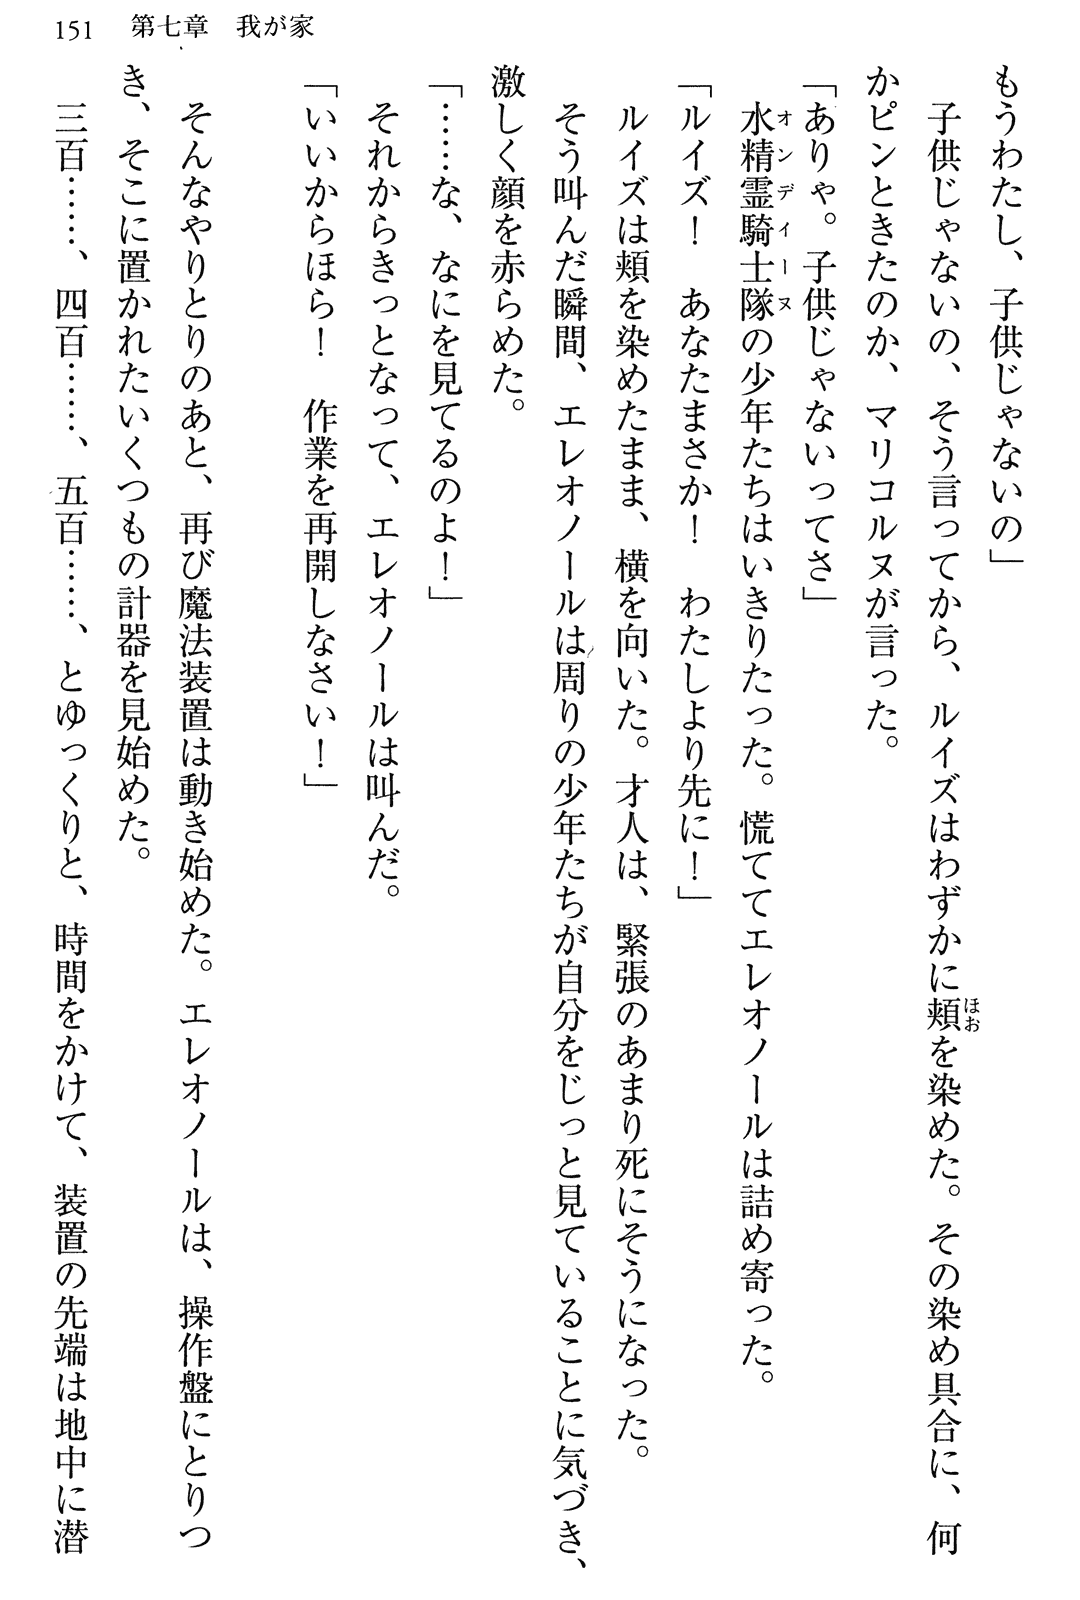 151　第七章　我が家
もうわたし、子供じゃないの」
　子供じゃないの、そう言ってから、ルイズはわずかに頬を染めた。その染め具合に、何
かピンときたのか、マリコルヌが言った。
「ありゃ。子供じゃないってさ」
　水精霊騎士隊の少年たちはいきりたった。慌ててエレオノールは詰め寄った。
「ルイズ！　あなたまさか！　わたしより先に！」
　ルイズは頬を染めたまま、横を向いた。才人は、緊張のあまり死にそうになった。
　そう叫んだ瞬間、エレオノールは周りの少年たちが自分をじっと見ていることに気づき、
激しく顔を赤らめた。
「……な、なにを見てるのよ！」
　それからきっとなって、エレオノールは叫んだ。
「いいからほら！　作業を再開しなさい！」
　そんなやりとりのあと、再び魔法装置は動き始めた。エレオノールは、操作盤にとりつ
き、そこに置かれたいくつもの計器を見始めた。
　三百……、四百……、五百……、とゆっくりと、時間をかけて、装置の先端は地中に潜
ほお
オンディーヌ